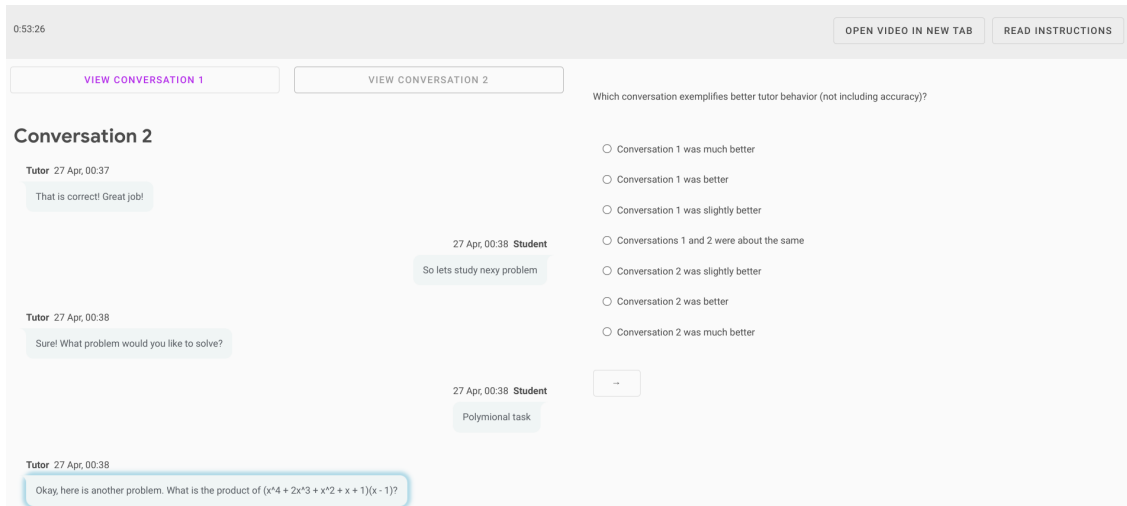 0:53:26
OPEN VIDEO IN NEW TAB
READ INSTRUCTIONS
VIEW CONVERSATION 1
VIEW CONVERSATION 2
Conversation 2
Tutor 27 Apr, 00:37
That is correct! Great job!
27 Apr, 00:38 Student
So lets study nexy problem
Tutor 27 Apr, 00:38
Sure! What problem would you like to solve?
27 Apr, 00:38 Student
Polymional task
Tutor 27 Apr, 00:38
Okay, here is another problem. What is the product of (x^4 + 2x^3 + x^2 + x + 1)(x - 1)?
Which conversation exemplifies better tutor behavior (not including accuracy)?
Conversation 1 was much better
Conversation 1 was better
Conversation 1 was slightly better
Conversations 1 and 2 were about the same
Conversation 2 was slightly better
Conversation 2 was better
Conversation 2 was much better
→